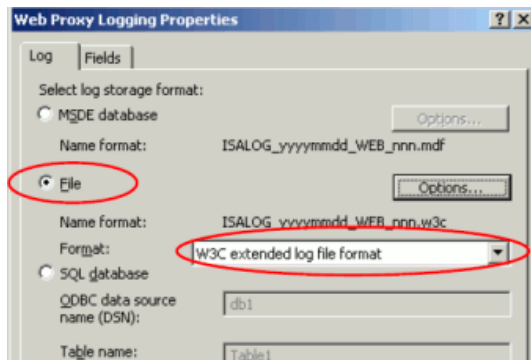 Web Proxy Logging Properties
Log Fields
Select log storage format:
MSDE database Options...
Name format: ISALOG_yyyymmdd_WEB_nnn.mdf
File Options...
Name format: ISALOG_yyyymmdd_WEB_nnn.w3c
Format: W3C extended log file format
SQL database
ODBC data source
name (DSN): db1
Table name: Table1